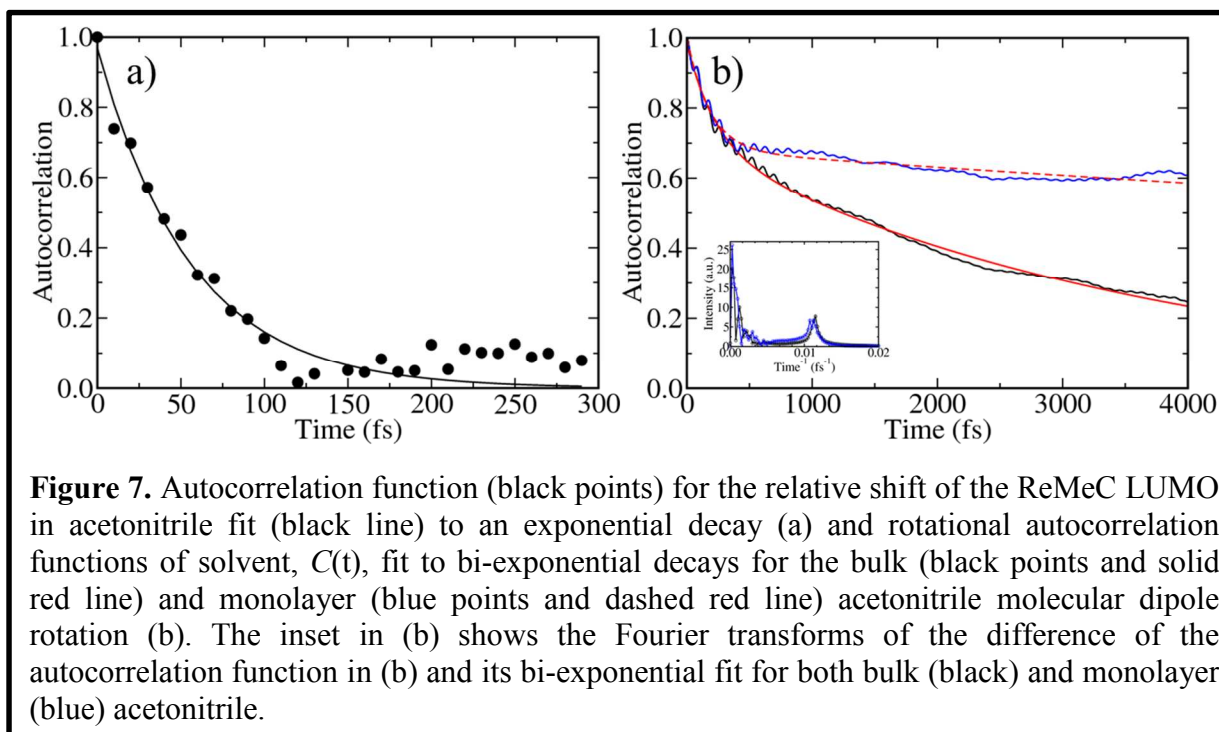 1.0
0.8
0.6
0.4
0.2
0.0
Autocorrelation
a)
0 50 100 150 200 250 300
Time (fs)
1.0
0.8
0.6
0.4
0.2
0.0
Autocorrelation
b)
25
20
15
10
5
0
Intensity (a.u.)
0.00 0.01 0.02
Time⁻¹ (fs⁻¹)
0 1000 2000 3000 4000
Time (fs)
Figure 7. Autocorrelation function (black points) for the relative shift of the ReMeC LUMO
in acetonitrile fit (black line) to an exponential decay (a) and rotational autocorrelation
functions of solvent, C(t), fit to bi-exponential decays for the bulk (black points and solid
red line) and monolayer (blue points and dashed red line) acetonitrile molecular dipole
rotation (b). The inset in (b) shows the Fourier transforms of the difference of the
autocorrelation function in (b) and its bi-exponential fit for both bulk (black) and monolayer
(blue) acetonitrile.